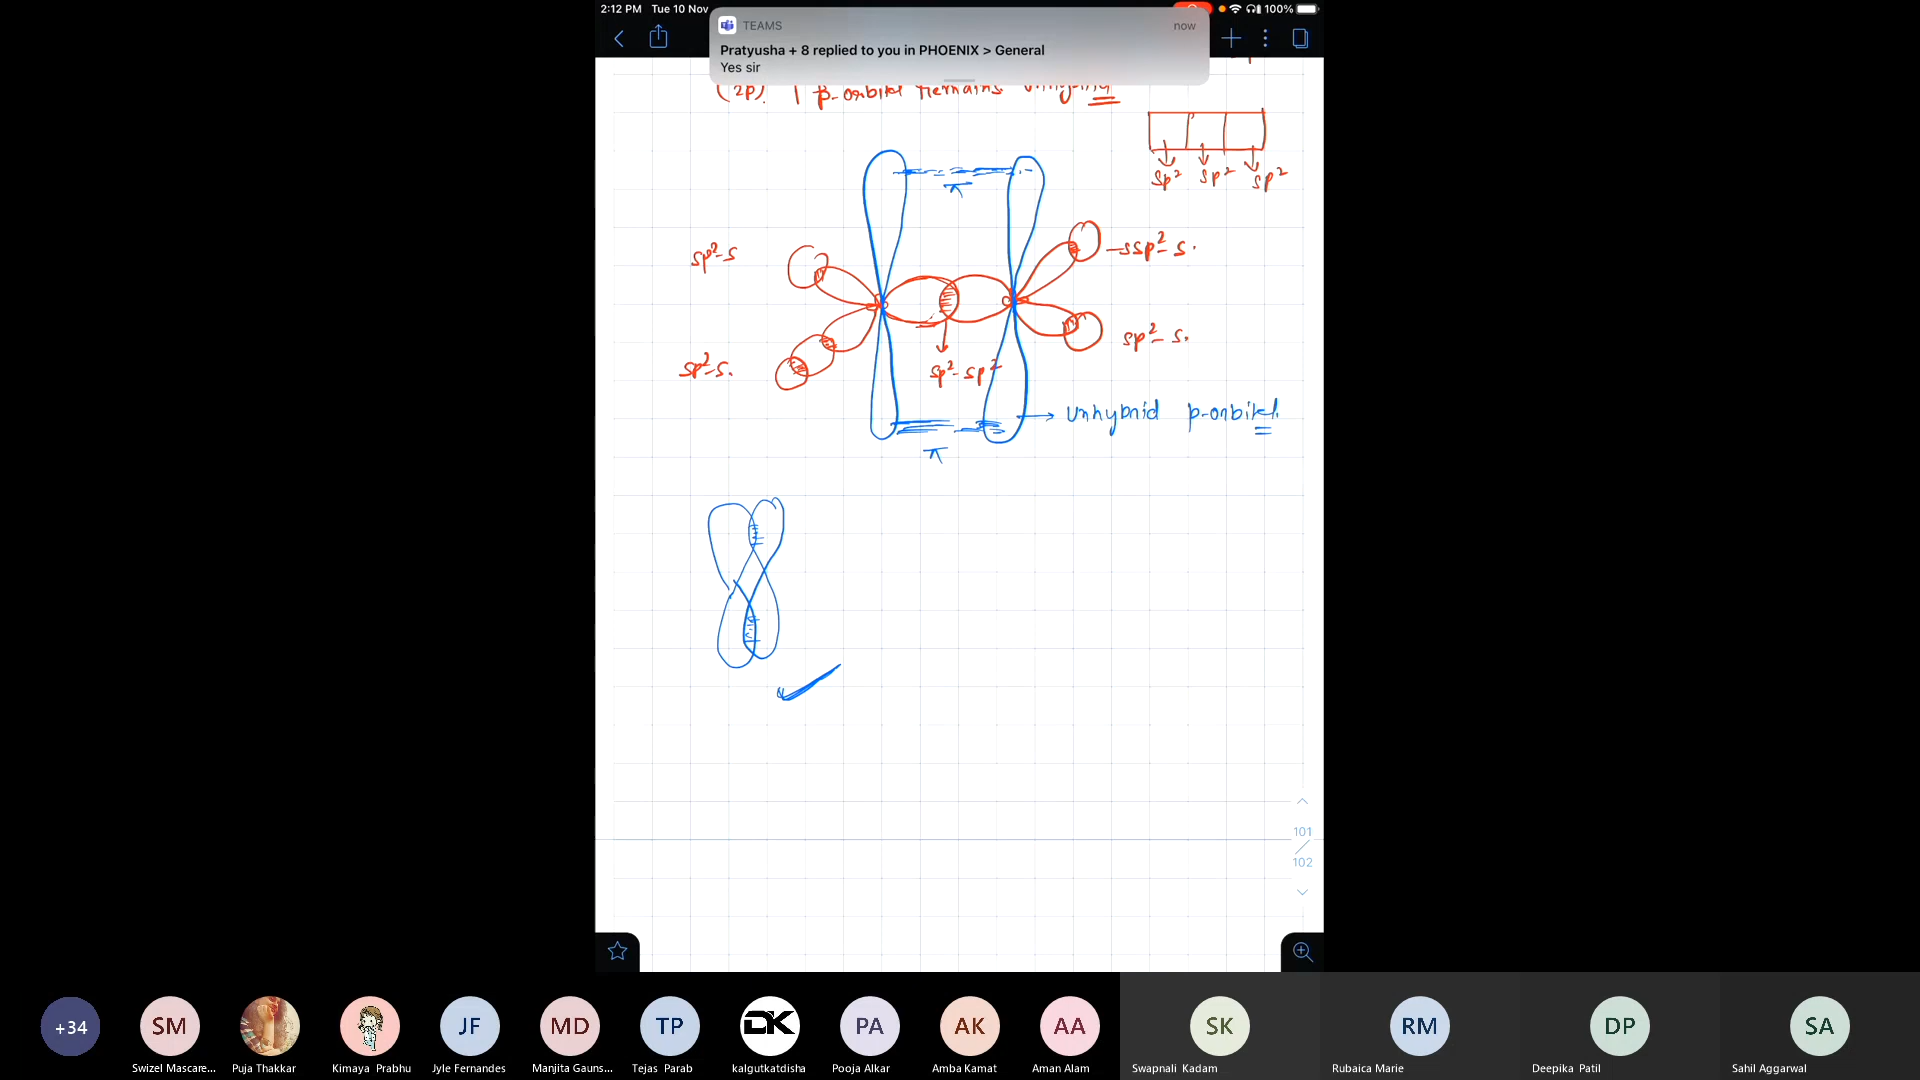 2:12 PM Tue 10 Nov
100%
TEAMS
now
Pratyusha + 8 replied to you in PHOENIX > General
Yes sir
(2p). 1 p-orbital remains unhybrid
sp² sp² sp²
π
sp²-s
-ssp²-s.
sp²-s.
sp²-s.
sp²-sp²
→ unhybrid p-orbital.
π
101
102
+34
SM
JF
MD
TP
DK
PA
AK
AA
SK
RM
DP
SA
Swizel Mascare...
Puja Thakkar
Kimaya Prabhu
Jyle Fernandes
Manjita Gauns...
Tejas Parab
kalgutkatdisha
Pooja Alkar
Amba Kamat
Aman Alam
Swapnali Kadam
Rubaica Marie
Deepika Patil
Sahil Aggarwal